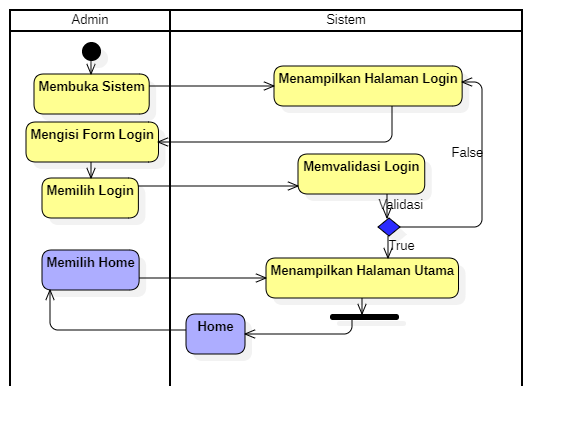 Admin
Sistem
Membuka Sistem
Menampilkan Halaman Login
Mengisi Form Login
Memvalidasi Login
False
Memilih Login
Validasi
True
Memilih Home
Menampilkan Halaman Utama
Home